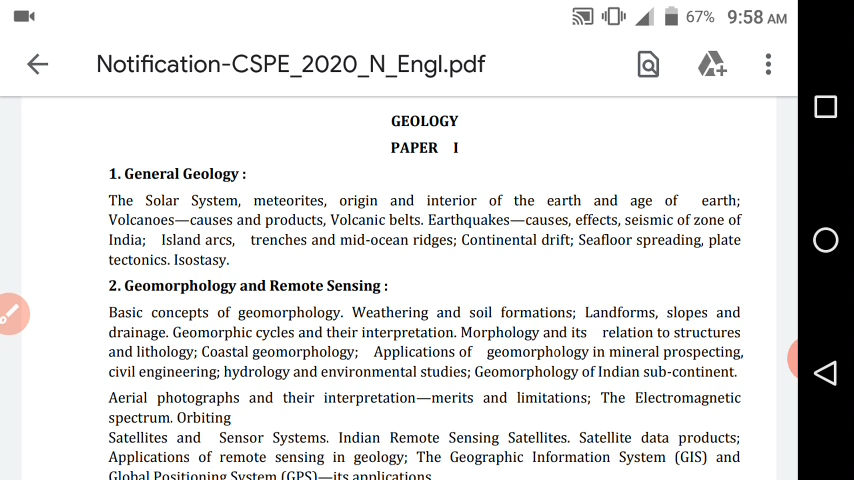 67% 9:58 AM
Notification-CSPE_2020_N_Engl.pdf
GEOLOGY
PAPER I
1. General Geology :
The Solar System, meteorites, origin and interior of the earth and age of earth;
Volcanoes—causes and products, Volcanic belts. Earthquakes—causes, effects, seismic of zone of
India; Island arcs, trenches and mid-ocean ridges; Continental drift; Seafloor spreading, plate
tectonics. Isostasy.
2. Geomorphology and Remote Sensing :
Basic concepts of geomorphology. Weathering and soil formations; Landforms, slopes and
drainage. Geomorphic cycles and their interpretation. Morphology and its relation to structures
and lithology; Coastal geomorphology; Applications of geomorphology in mineral prospecting,
civil engineering; hydrology and environmental studies; Geomorphology of Indian sub-continent.
Aerial photographs and their interpretation—merits and limitations; The Electromagnetic
spectrum. Orbiting
Satellites and Sensor Systems. Indian Remote Sensing Satellites. Satellite data products;
Applications of remote sensing in geology; The Geographic Information System (GIS) and
Global Positioning System (GPS)—its applications.